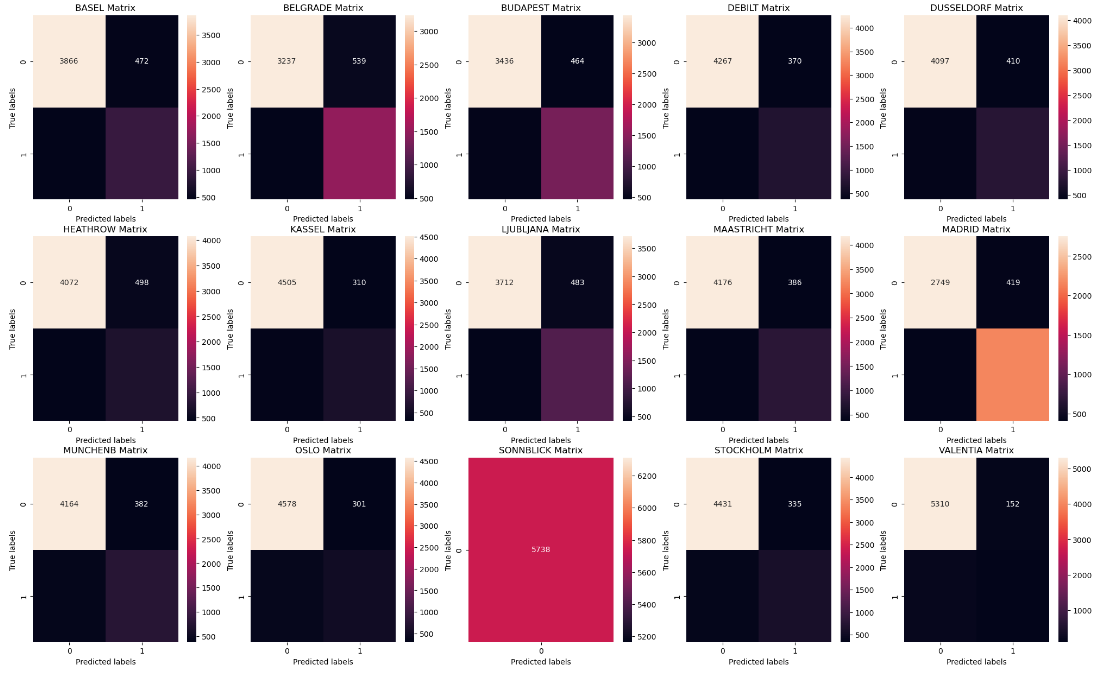 BASEL Matrix
0 3866 472 3500
3000
2500
2000
1500
1000
500
1
0 1
True labels
Predicted labels
BELGRADE Matrix
0 3237 539 3000
2500
2000
1500
1000
500
1
0 1
True labels
Predicted labels
BUDAPEST Matrix
0 3436 464 3000
2500
2000
1500
1000
500
1
0 1
True labels
Predicted labels
DEBILT Matrix
0 4267 370 4000
3500
3000
2500
2000
1500
1000
500
1
0 1
True labels
Predicted labels
DUSSELDORF Matrix
0 4097 410 4000
3500
3000
2500
2000
1500
1000
500
1
0 1
True labels
Predicted labels
HEATHROW Matrix
0 4072 498 4000
3500
3000
2500
2000
1500
1000
500
1
0 1
True labels
Predicted labels
KASSEL Matrix
0 4505 310 4500
4000
3500
3000
2500
2000
1500
1000
500
1
0 1
True labels
Predicted labels
LJUBLJANA Matrix
0 3712 483 3500
3000
2500
2000
1500
1000
500
1
0 1
True labels
Predicted labels
MAASTRICHT Matrix
0 4176 386 4000
3500
3000
2500
2000
1500
1000
500
1
0 1
True labels
Predicted labels
MADRID Matrix
0 2749 419 2500
2000
1500
1000
500
1
0 1
True labels
Predicted labels
MUNCHENB Matrix
0 4164 382 4000
3500
3000
2500
2000
1500
1000
500
1
0 1
True labels
Predicted labels
OSLO Matrix
0 4578 301 4500
4000
3500
3000
2500
2000
1500
1000
500
1
0 1
True labels
Predicted labels
SONNBLICK Matrix
6200
6000
5800
0 5738
5600
5400
5200
0
True labels
Predicted labels
STOCKHOLM Matrix
0 4431 335 4000
3500
3000
2500
2000
1500
1000
500
1
0 1
True labels
Predicted labels
VALENTIA Matrix
0 5310 152 5000
4000
3000
2000
1000
1
0 1
True labels
Predicted labels